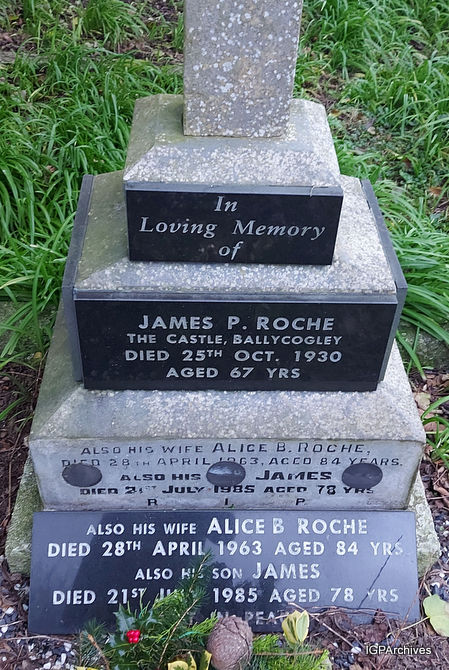 In
Loving Memory
of
JAMES P. ROCHE
THE CASTLE, BALLYCOGLEY
DIED 25TH OCT. 1930
AGED 67 YRS
ALSO HIS WIFE ALICE B. ROCHE,
DIED 28TH APRIL 1963, AGED 84 YEARS.
ALSO HIS JAMES
DIED 21ST JULY 1985 AGED 78 YRS
R I P
ALSO HIS WIFE ALICE B ROCHE
DIED 28TH APRIL 1963 AGED 84 YRS
ALSO HIS SON JAMES
DIED 21ST JULY 1985 AGED 78 YRS
IGPArchives